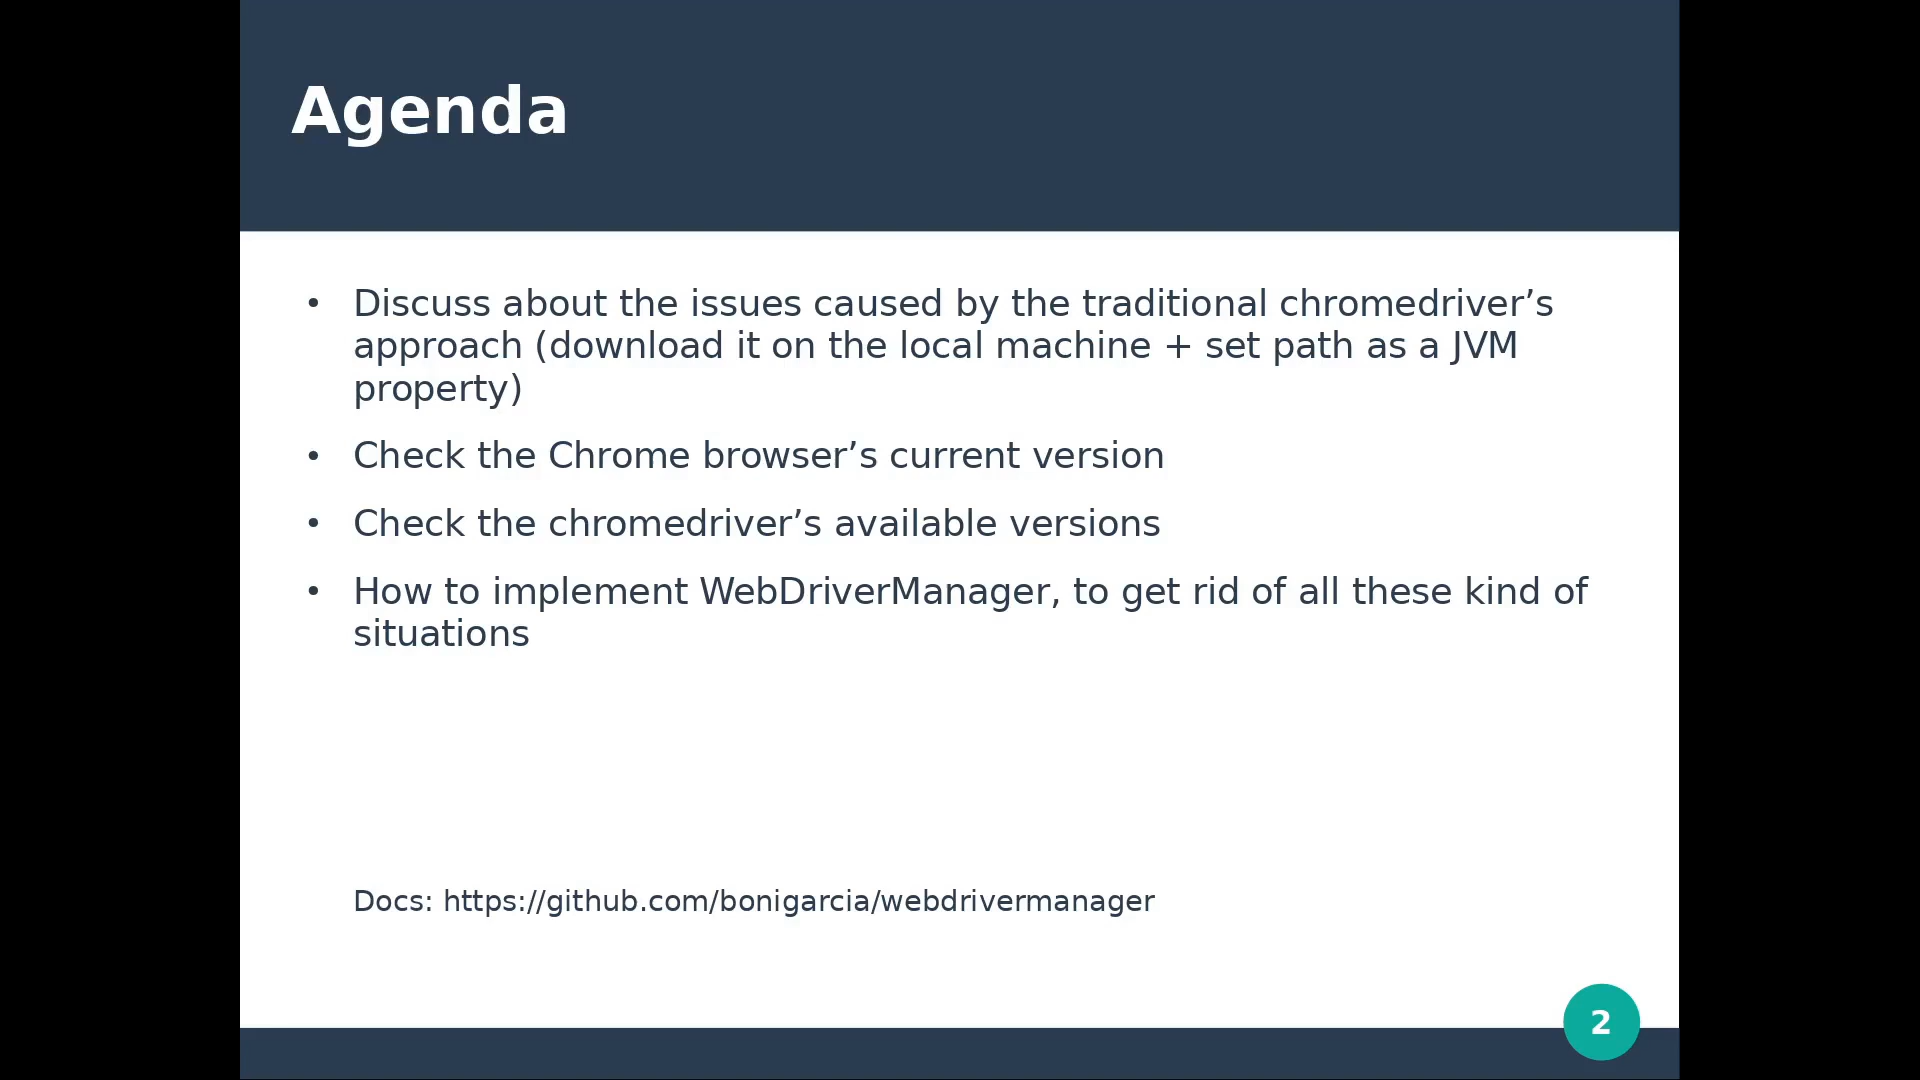 Agenda
• Discuss about the issues caused by the traditional chromedriver’s
approach (download it on the local machine + set path as a JVM
property)
• Check the Chrome browser’s current version
• Check the chromedriver’s available versions
• How to implement WebDriverManager, to get rid of all these kind of
situations
Docs: https://github.com/bonigarcia/webdrivermanager
2